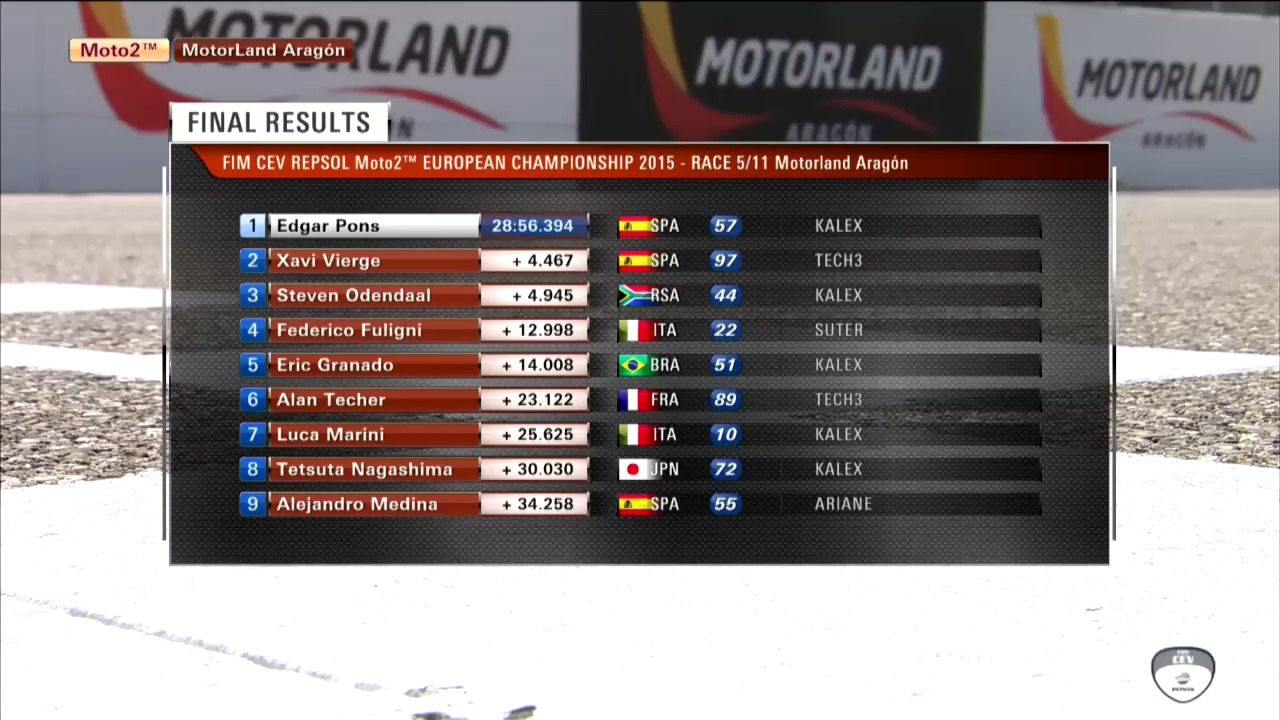 Moto2™ MotorLand Aragón
MOTORLAND
MOTORLAND
ARAGÓN
MOTORLAND
ARAGÓN
FINAL RESULTS
FIM CEV REPSOL Moto2™ EUROPEAN CHAMPIONSHIP 2015 - RACE 5/11 Motorland Aragón
1 Edgar Pons 28:56.394 SPA 57 KALEX
2 Xavi Vierge + 4.467 SPA 97 TECH3
3 Steven Odendaal + 4.945 RSA 44 KALEX
4 Federico Fuligni + 12.998 ITA 22 SUTER
5 Eric Granado + 14.008 BRA 51 KALEX
6 Alan Techer + 23.122 FRA 89 TECH3
7 Luca Marini + 25.625 ITA 10 KALEX
8 Tetsuta Nagashima + 30.030 JPN 72 KALEX
9 Alejandro Medina + 34.258 SPA 55 ARIANE
CEV
REPSOL